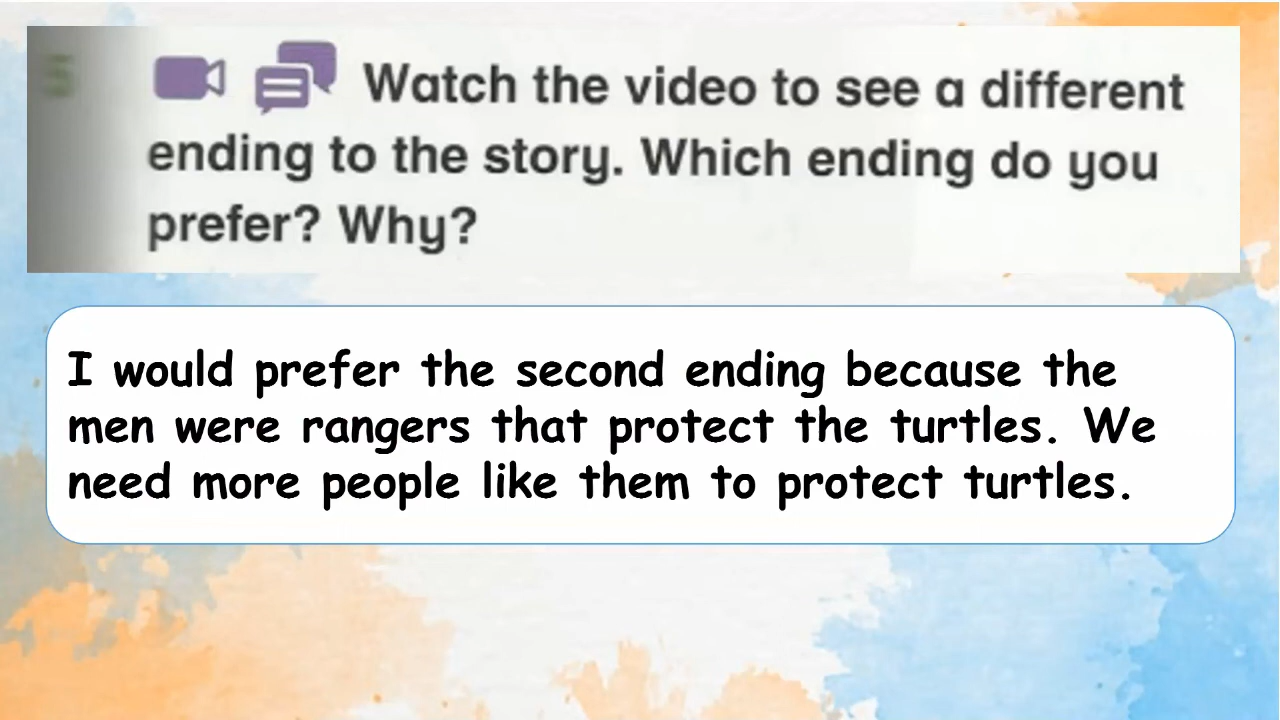 5 Watch the video to see a different
ending to the story. Which ending do you
prefer? Why?
I would prefer the second ending because the
men were rangers that protect the turtles. We
need more people like them to protect turtles.